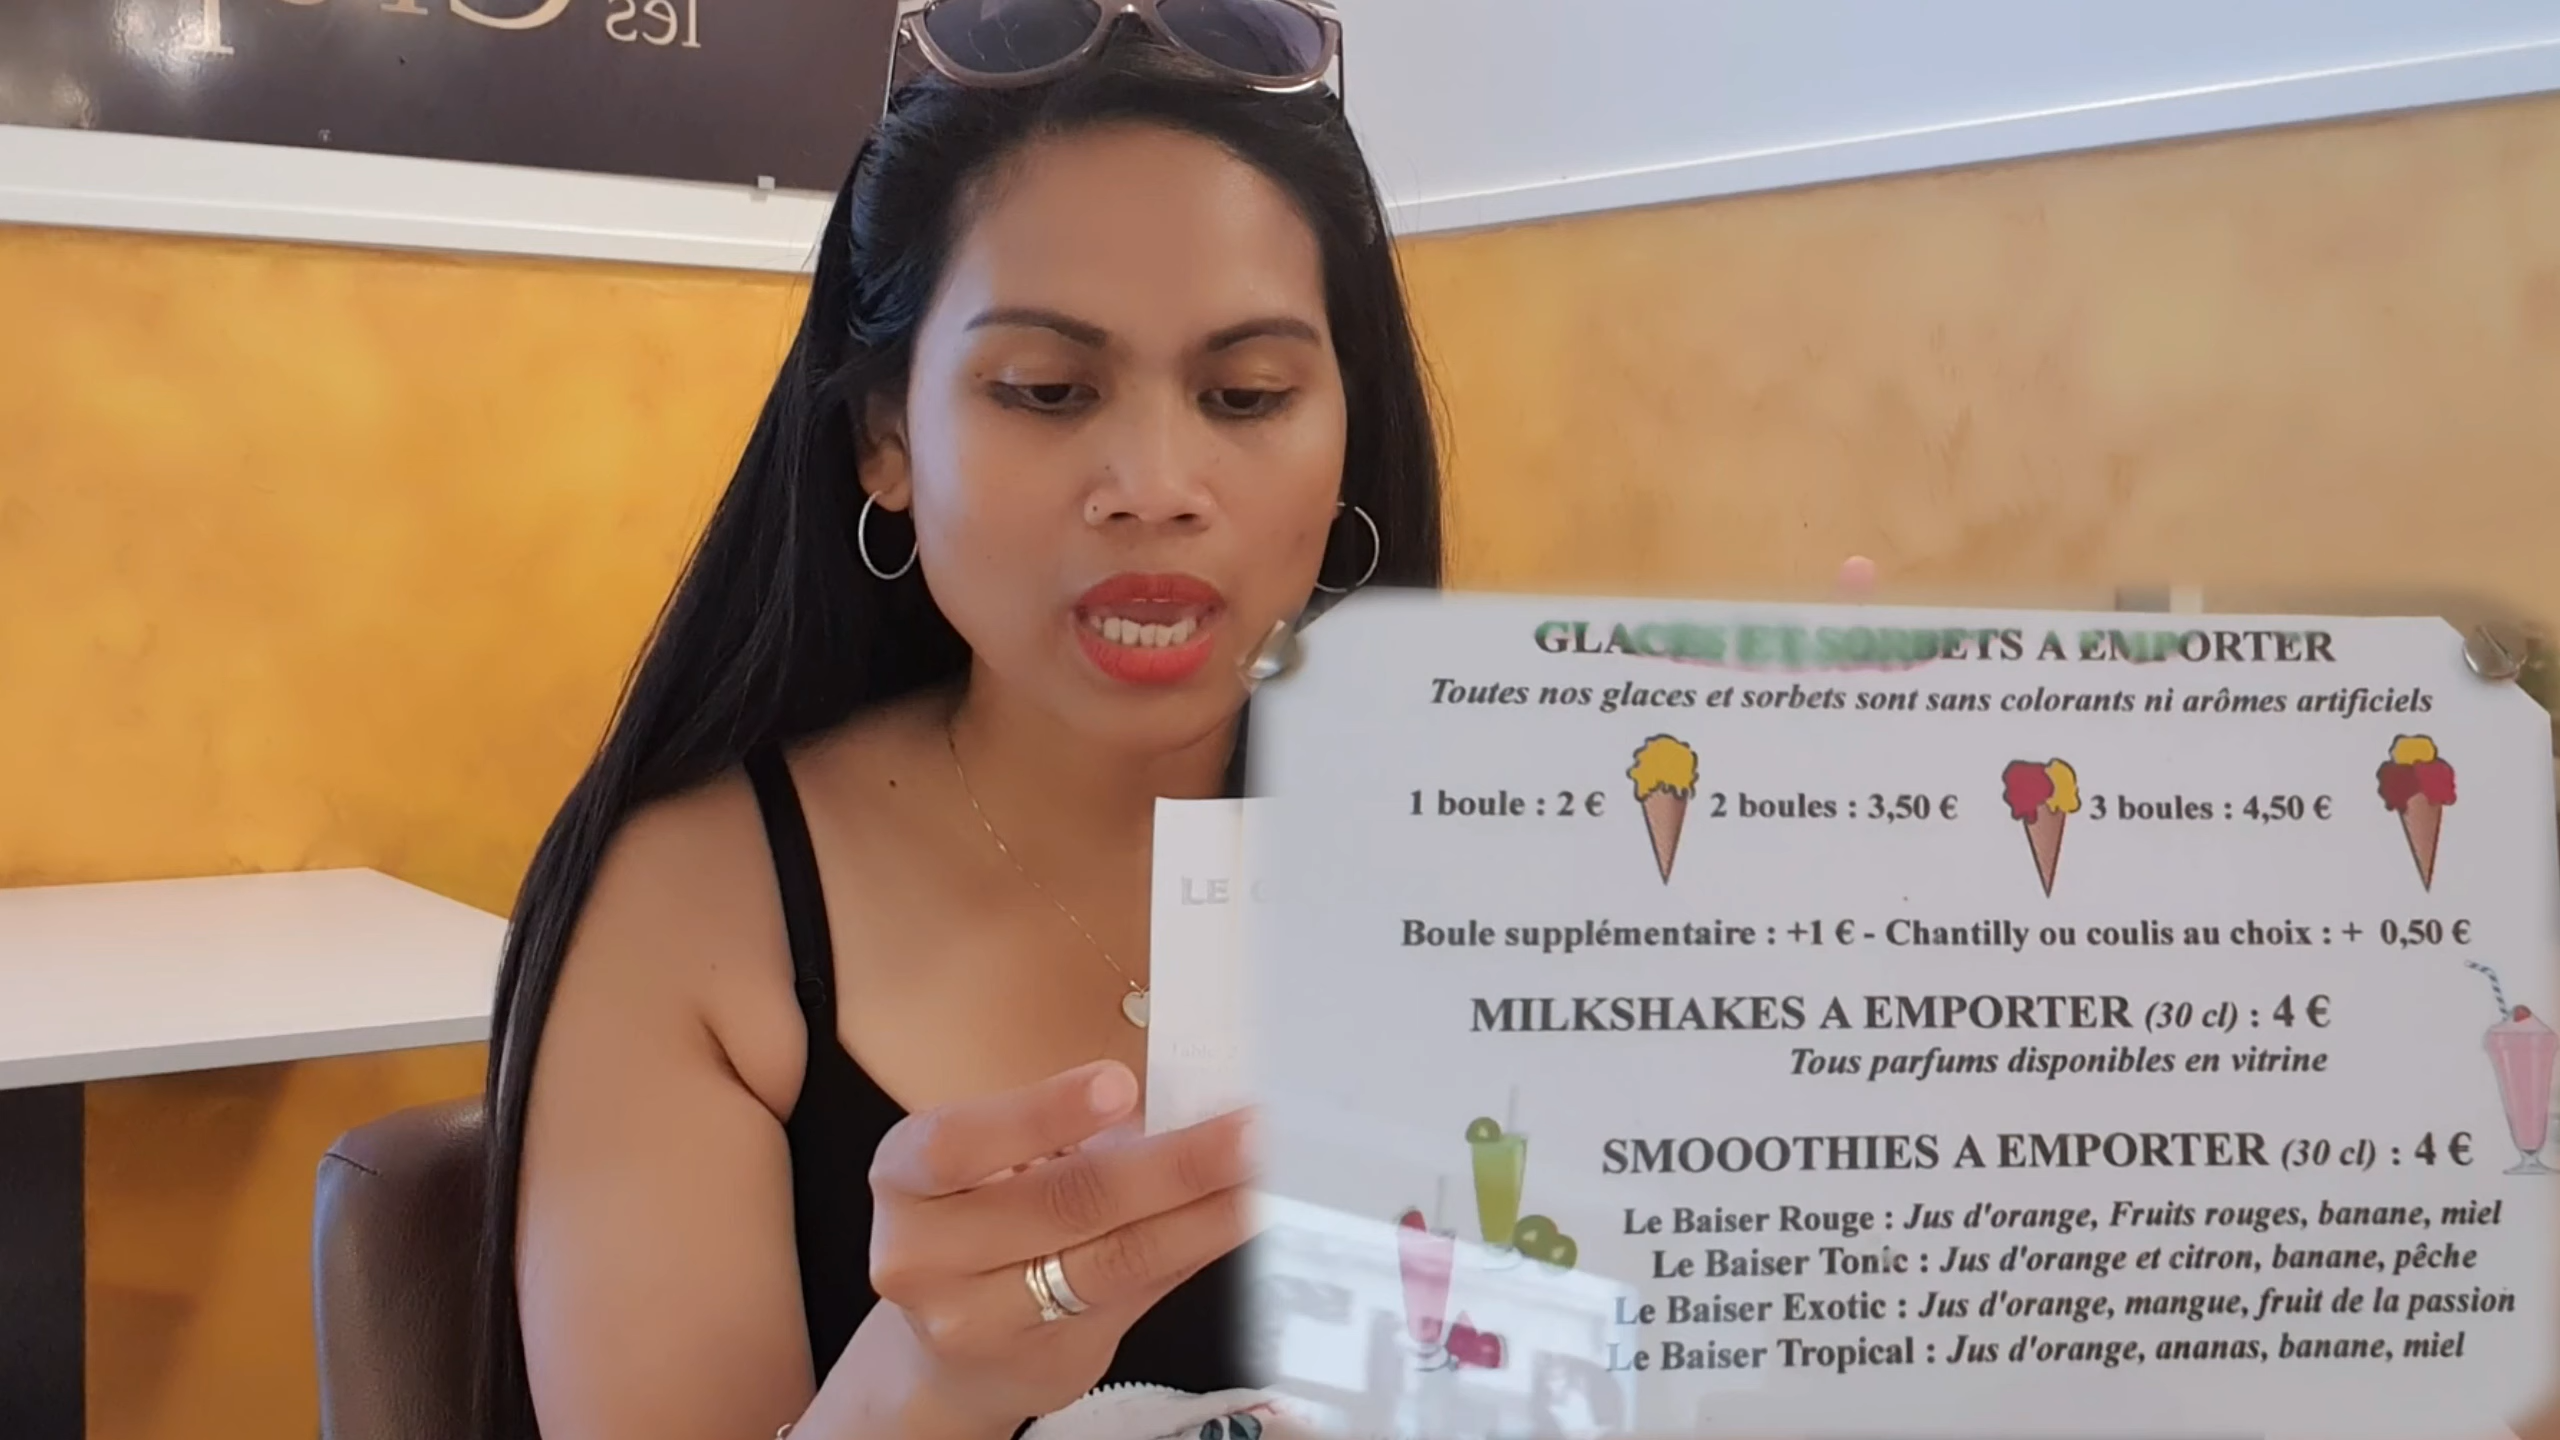 les
GLACES ET SORBETS A EMPORTER
Toutes nos glaces et sorbets sont sans colorants ni arômes artificiels
1 boule : 2 € 2 boules : 3,50 € 3 boules : 4,50 €
Boule supplémentaire : +1 € - Chantilly ou coulis au choix : + 0,50 €
LE
Table 2
MILKSHAKES A EMPORTER (30 cl) : 4 €
Tous parfums disponibles en vitrine
SMOOOTHIES A EMPORTER (30 cl) : 4 €
Le Baiser Rouge : Jus d'orange, Fruits rouges, banane, miel
Le Baiser Tonic : Jus d'orange et citron, banane, pêche
Le Baiser Exotic : Jus d'orange, mangue, fruit de la passion
Le Baiser Tropical : Jus d'orange, ananas, banane, miel